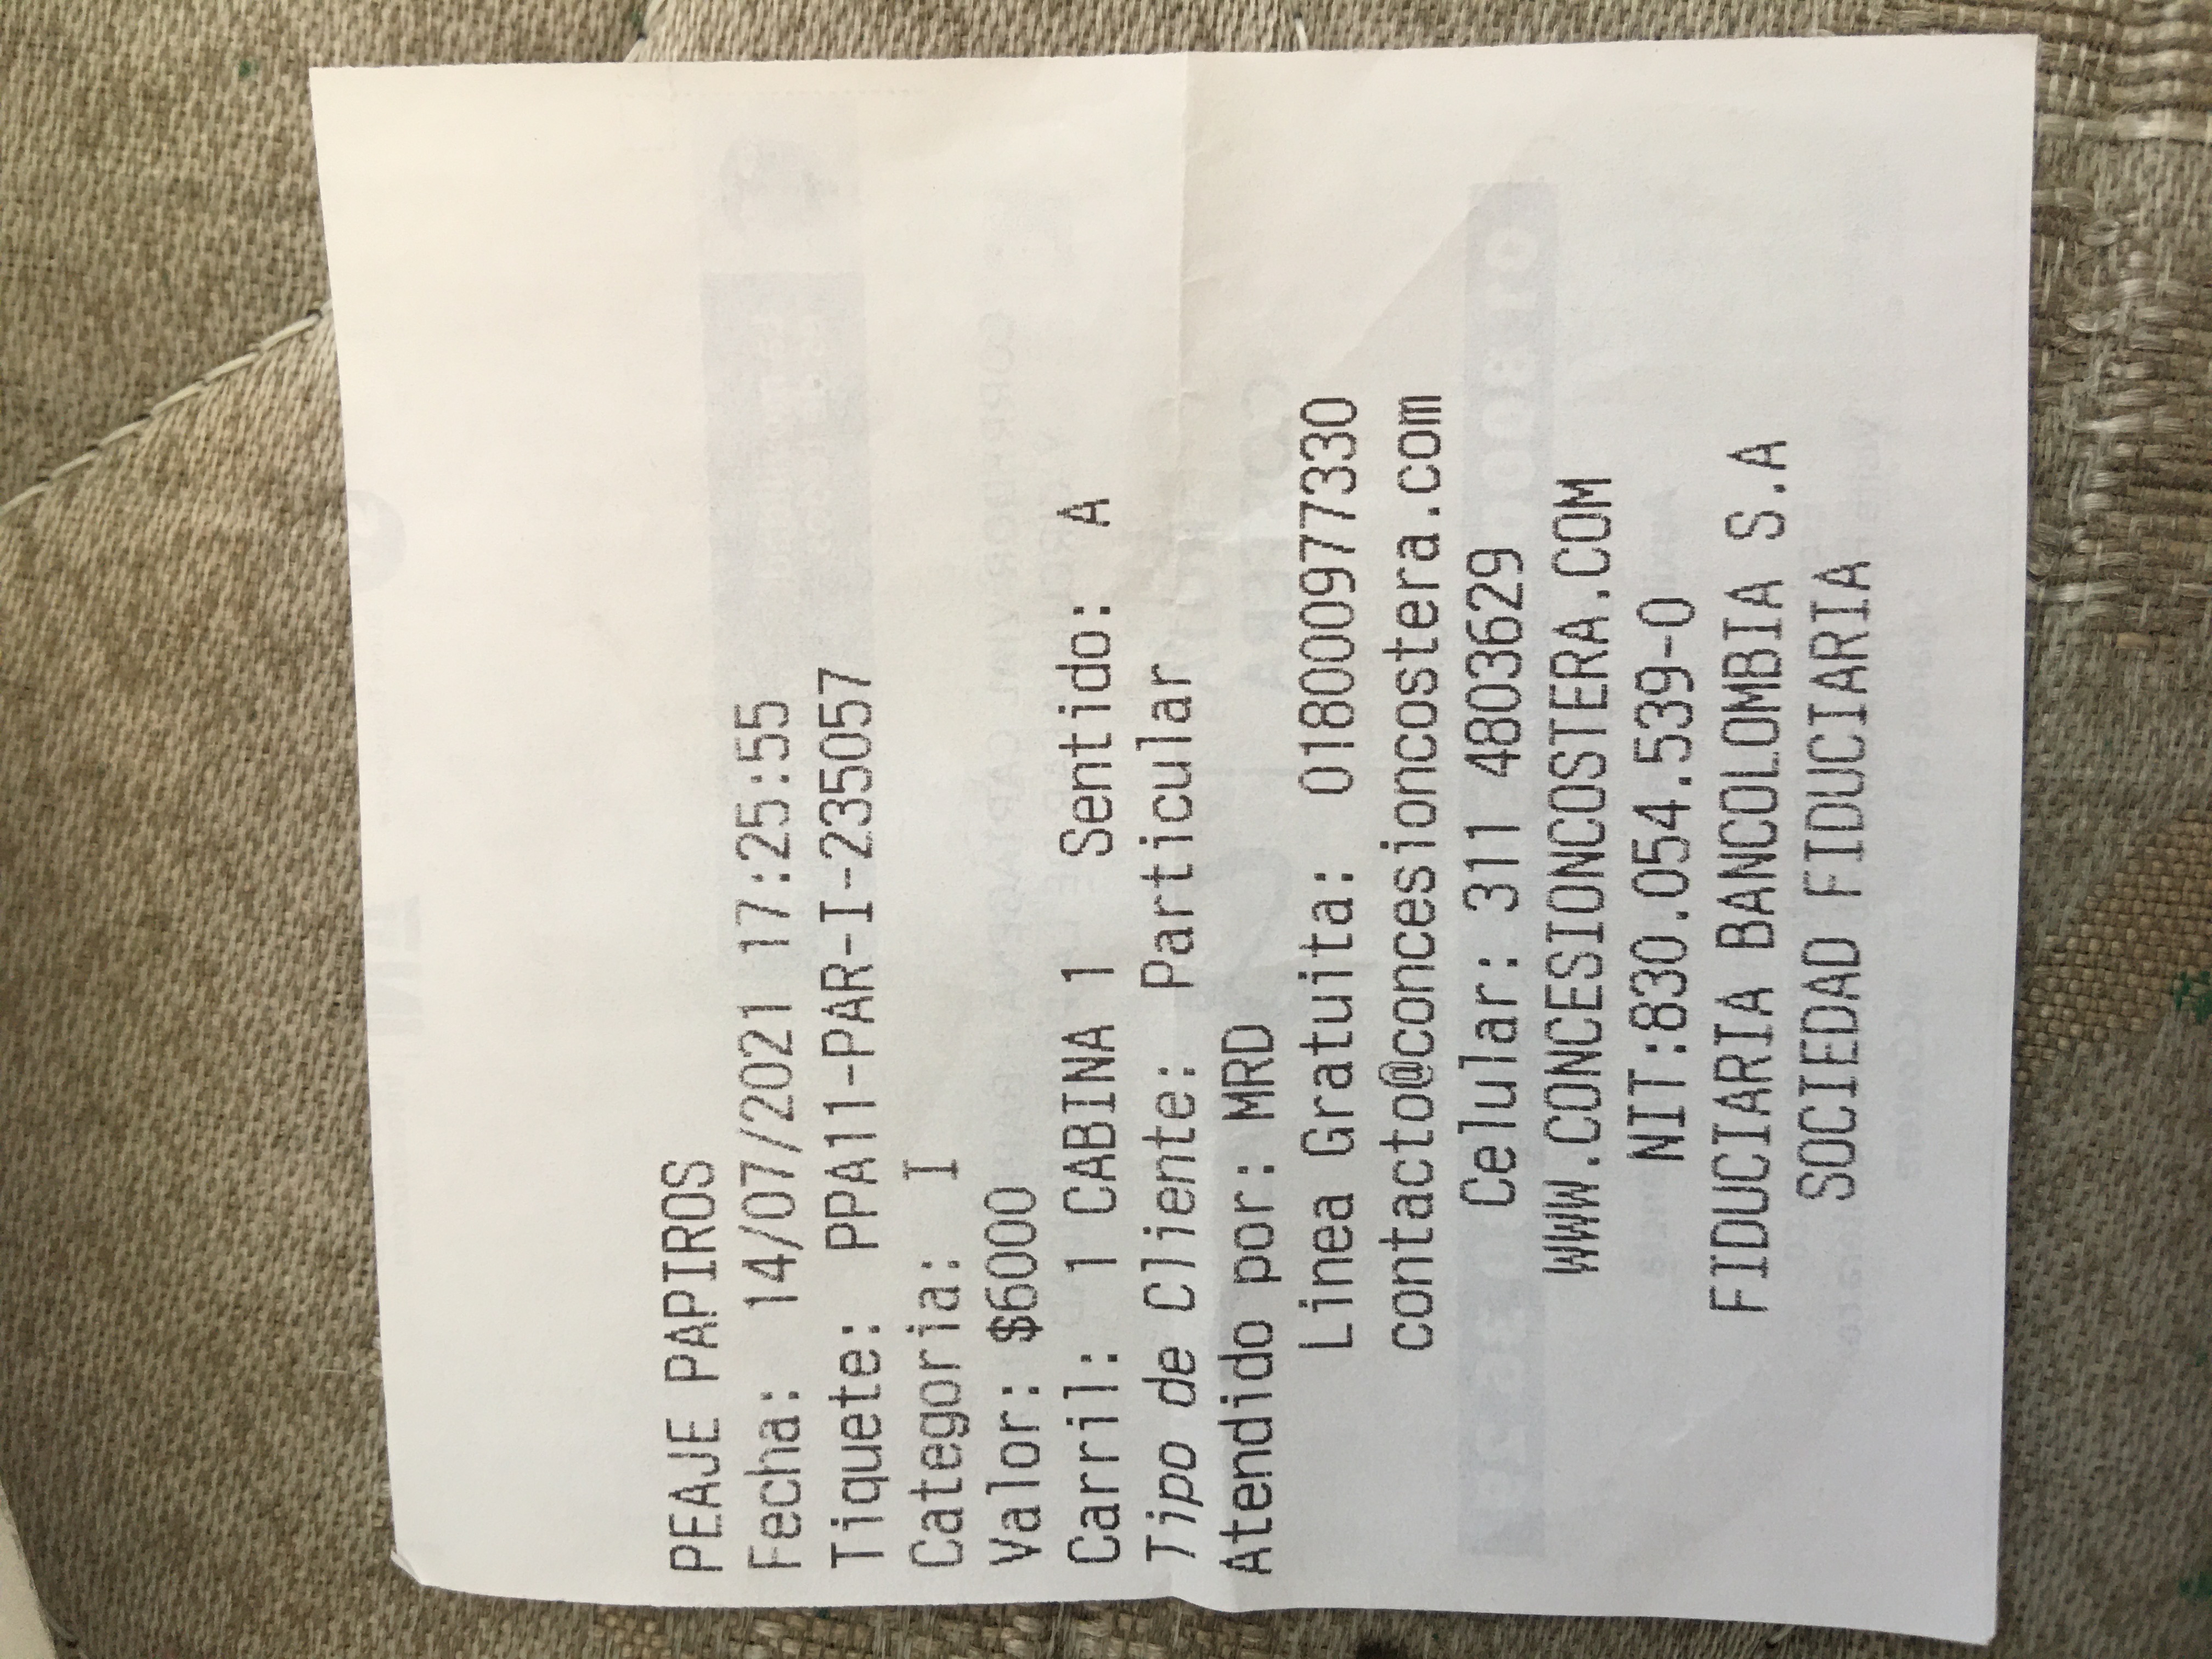 PEAJE PAPIROS
Fecha: 14/07/2021 17:25:55
Tiquete: PPA11-PAR-I-235057
Categoria: I
Valor: $6000
Carril: 1 CABINA 1 Sentido: A
Tipo de Cliente: Particular
Atendido por: MRD
Linea Gratuita: 018000977330
contacto@concesioncostera.com
Celular: 311 4803629
WWW.CONCESIONCOSTERA.COM
NIT:830.054.539-0
FIDUCIARIA BANCOLOMBIA S.A
SOCIEDAD FIDUCIARIA